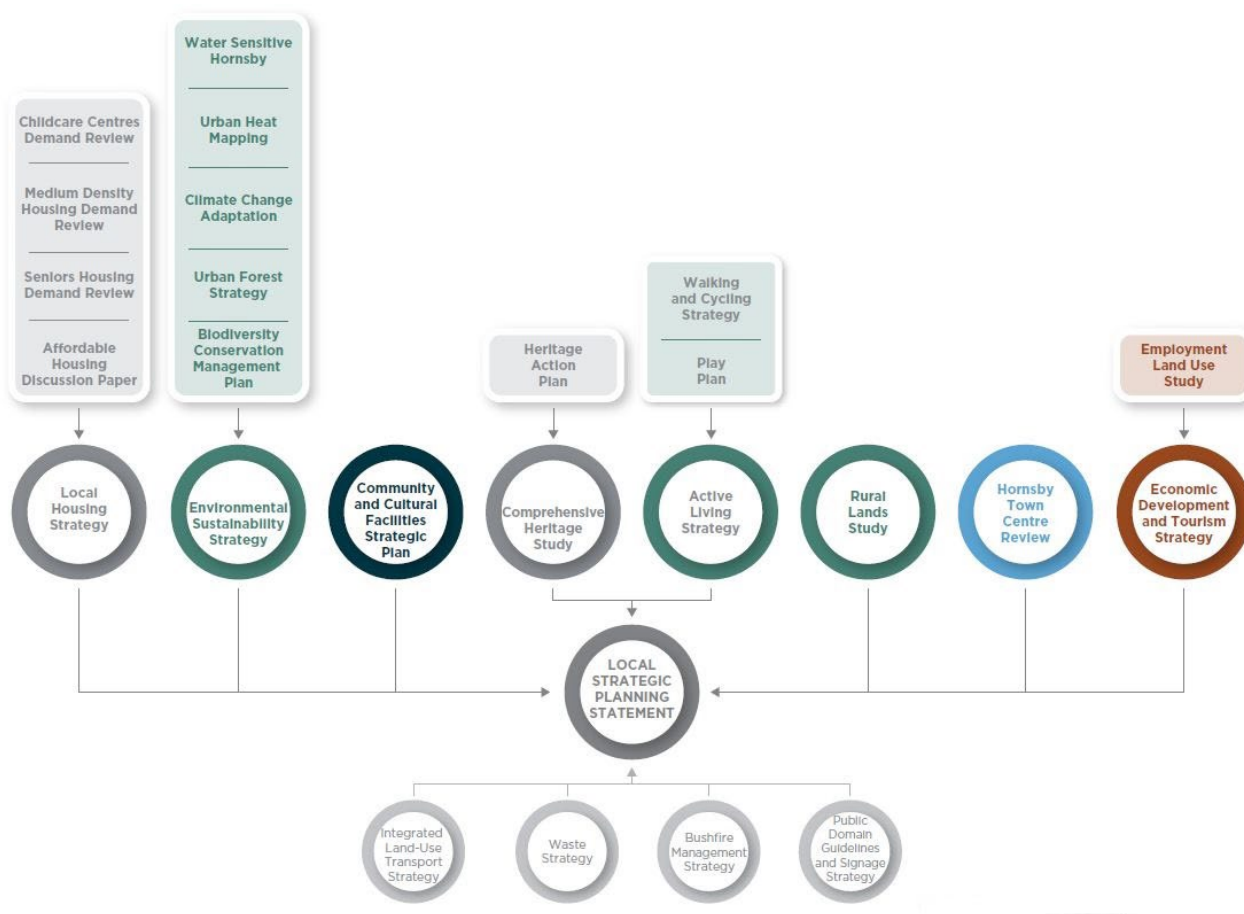 Childcare Centres
Demand Review
Medium Density
Housing Demand
Review
Seniors Housing
Demand Review
Affordable
Housing
Discussion Paper
Water Sensitive
Hornsby
Urban Heat
Mapping
Climate Change
Adaptation
Urban Forest
Strategy
Biodiversity
Conservation
Management
Plan
Heritage
Action
Plan
Walking
and Cycling
Strategy
Play
Plan
Employment
Land Use
Study
Local
Housing
Strategy
Environmental
Sustainability
Strategy
Community
and Cultural
Facilities
Strategic
Plan
Comprehensive
Heritage
Study
Active
Living
Strategy
Rural
Lands
Study
Hornsby
Town
Centre
Review
Economic
Development
and Tourism
Strategy
LOCAL
STRATEGIC
PLANNING
STATEMENT
Integrated
Land-Use
Transport
Strategy
Waste
Strategy
Bushfire
Management
Strategy
Public
Domain
Guidelines
and Signage
Strategy